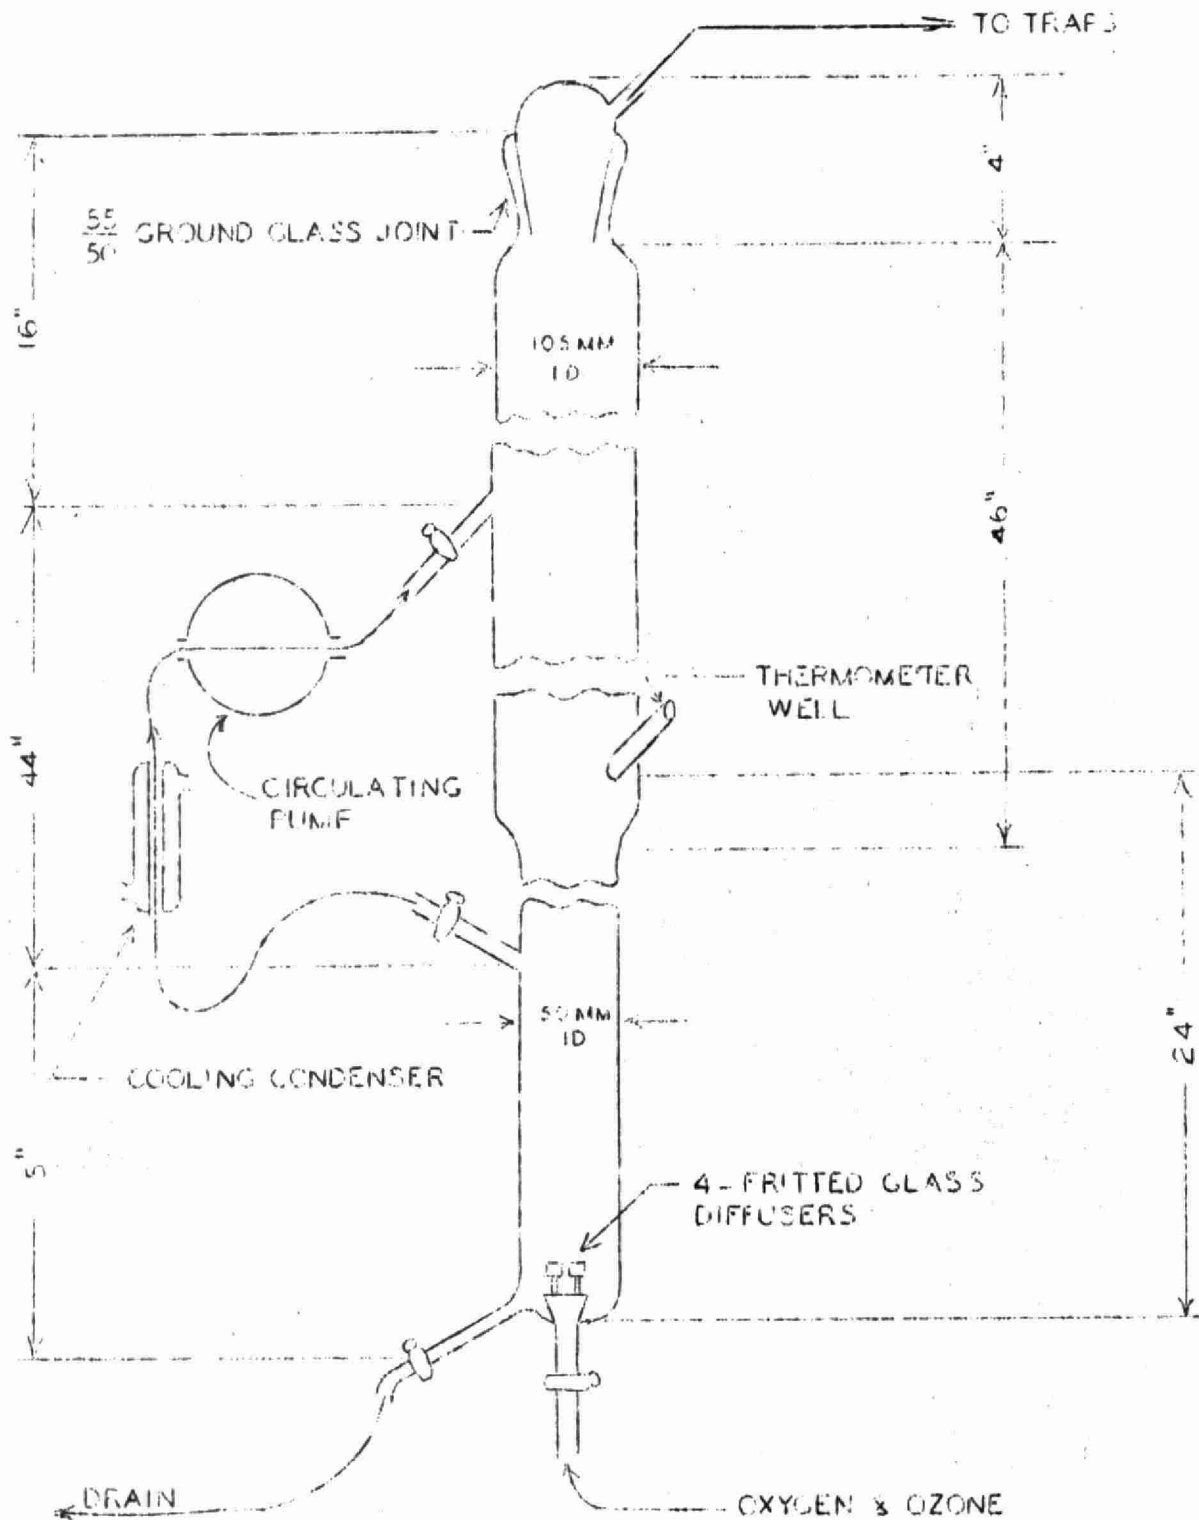 TO TRAPS
4"
55
50
GROUND GLASS JOINT
16"
105 MM
ID
46"
THERMOMETER
WELL
44"
CIRCULATING
PUMP
50 MM
ID
24"
COOLING CONDENSER
5"
4 - FRITTED GLASS
DIFFUSERS
DRAIN
OXYGEN & OZONE